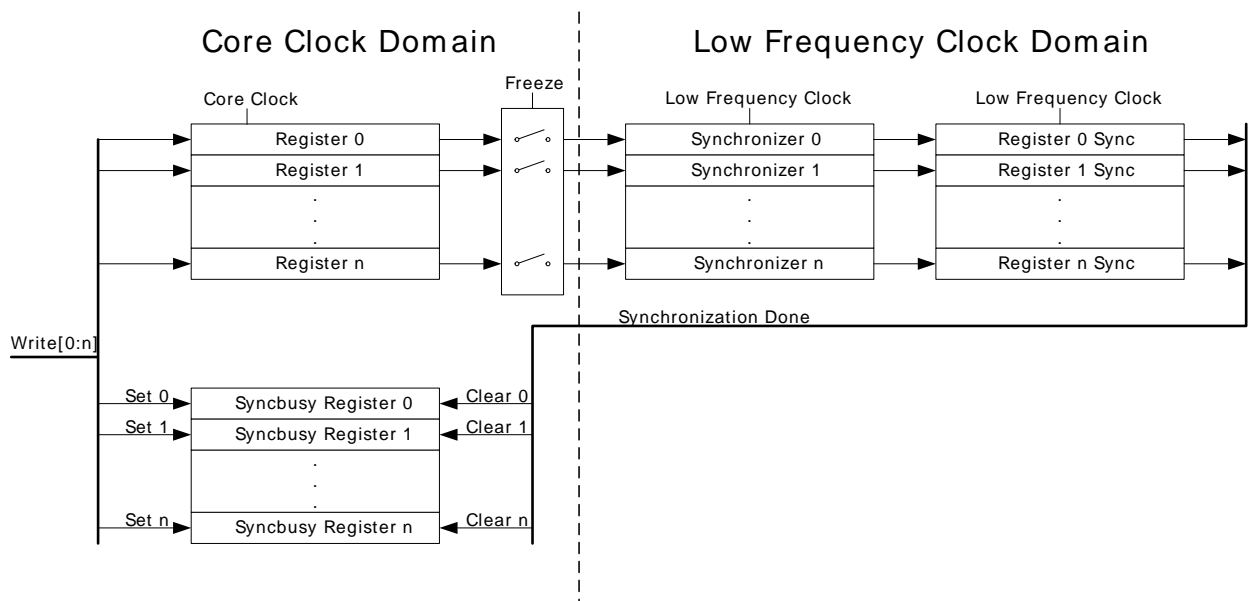 Core Clock Domain
Low Frequency Clock Domain
Freeze
Core Clock
Low Frequency Clock
Low Frequency Clock
Register 0
Synchronizer 0
Register 0 Sync
Register 1
Synchronizer 1
Register 1 Sync
.
.
.
.
.
.
.
.
.
Register n
Synchronizer n
Register n Sync
Synchronization Done
Write[0:n]
Set 0
Syncbusy Register 0
Clear 0
Set 1
Syncbusy Register 1
Clear 1
.
.
.
Set n
Syncbusy Register n
Clear n